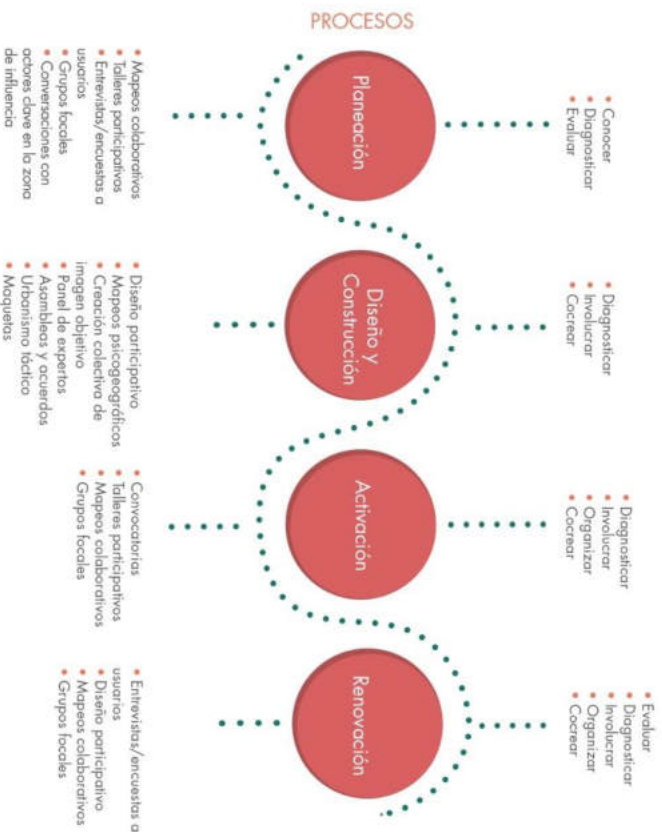 PROCESOS
• Conocer
• Diagnosticar
• Evaluar
Planeación
• Mapeos colaborativos
• Talleres participativos
• Entrevistas/encuestas a
usuarios
• Grupos focales
• Conversaciones con
actores clave en la zona
de influencia
• Diagnosticar
• Involucrar
• Cocrear
Diseño y
Construcción
• Diseño participativo
• Mapeos psicogeográficos
• Creación colectiva de
imagen objetivo
• Panel de expertos
• Asambleas y acuerdos
• Urbanismo táctico
• Maquetas
• Diagnosticar
• Involucrar
• Organizar
• Cocrear
Activación
• Convocatorias
• Talleres participativos
• Mapeos colaborativos
• Grupos focales
• Evaluar
• Diagnosticar
• Involucrar
• Organizar
• Cocrear
Renovación
• Entrevistas/encuestas a
usuarios
• Diseño participativo
• Mapeos colaborativos
• Grupos focales